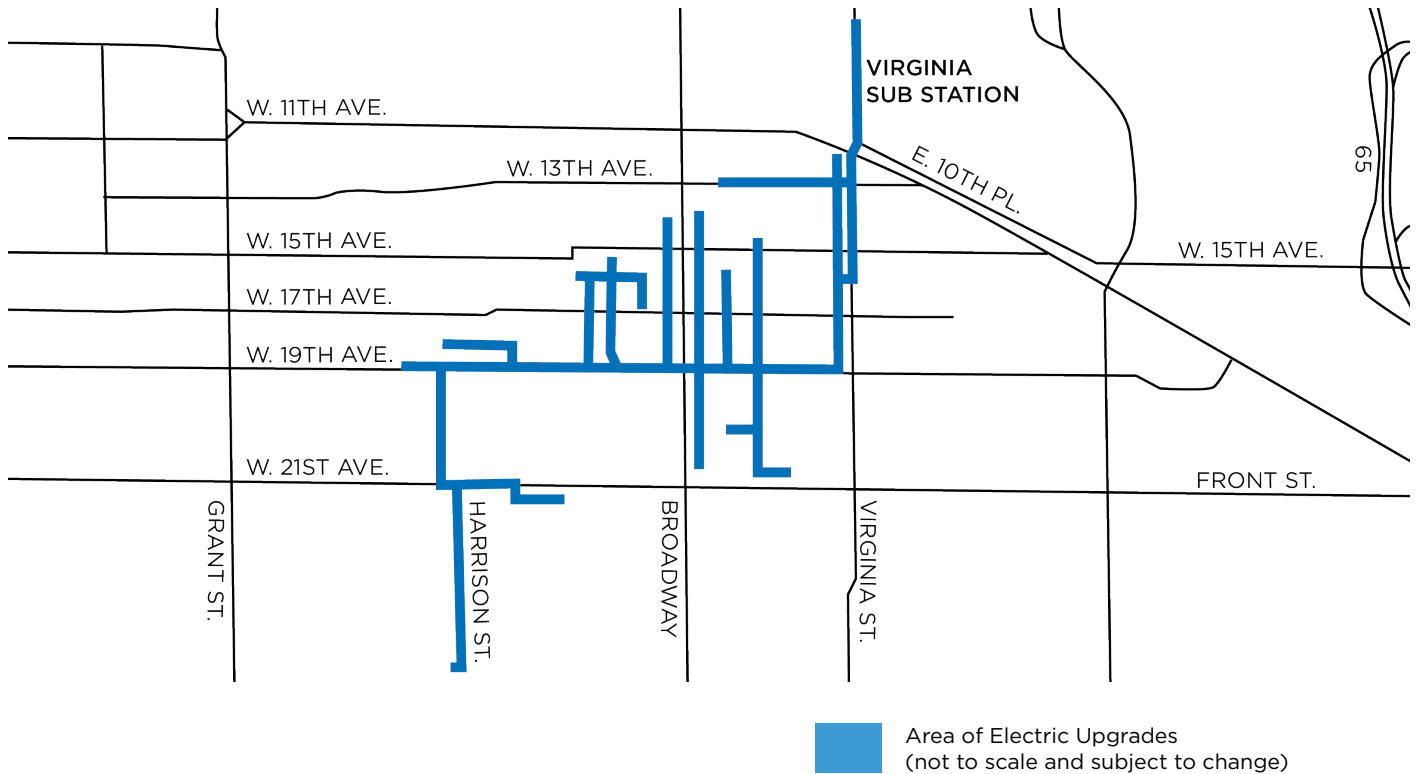 VIRGINIA
SUB STATION
W. 11TH AVE.
W. 13TH AVE.
E. 10TH PL.
65
W. 15TH AVE.
W. 15TH AVE.
W. 17TH AVE.
W. 19TH AVE.
W. 21ST AVE.
FRONT ST.
GRANT ST.
HARRISON ST.
BROADWAY
VIRGINIA ST.
Area of Electric Upgrades
(not to scale and subject to change)